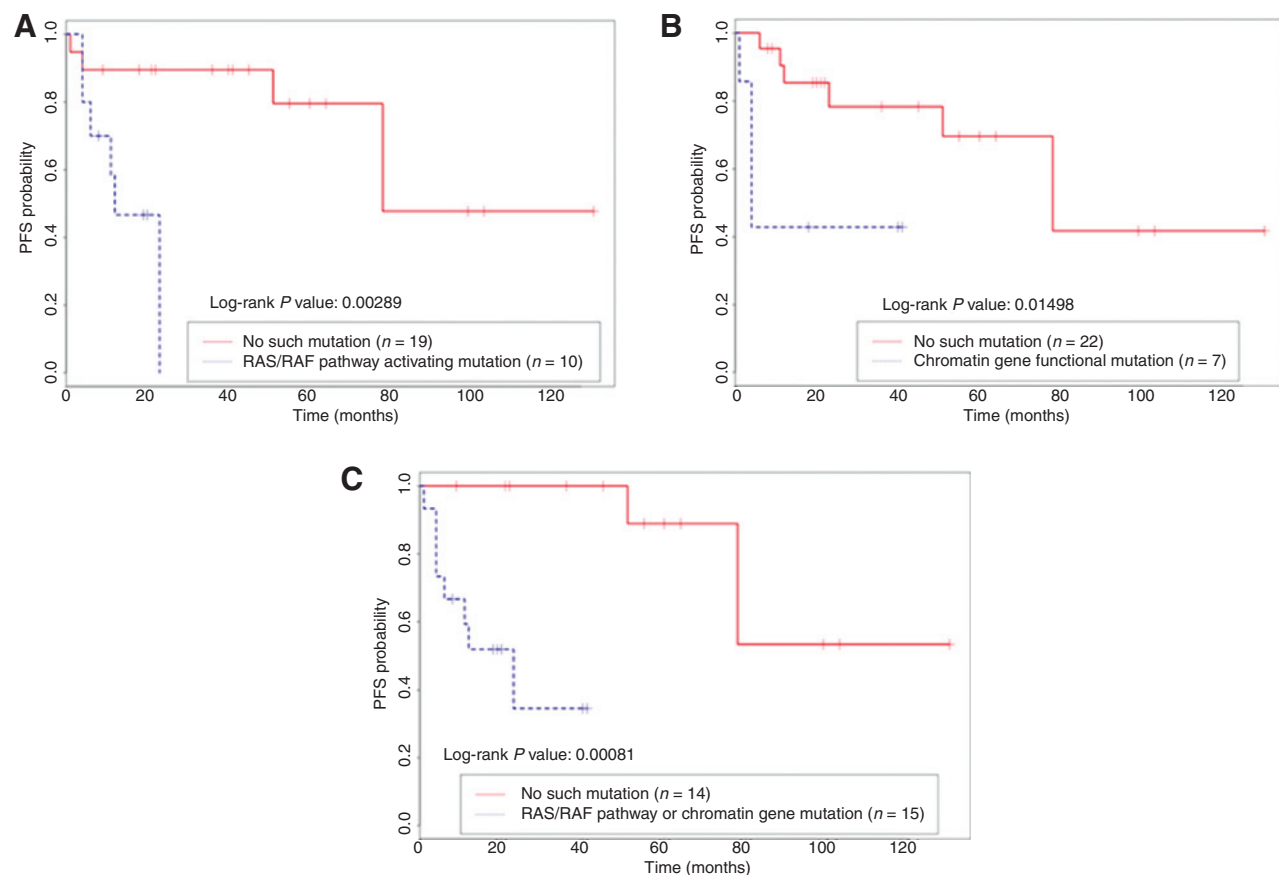 A
1.0
0.8
0.6
0.4
0.2
0.0
PFS probability
Log-rank P value: 0.00289
No such mutation (n = 19)
RAS/RAF pathway activating mutation (n = 10)
0 20 40 60 80 100 120
Time (months)
B
1.0
0.8
0.6
0.4
0.2
0.0
PFS probability
Log-rank P value: 0.01498
No such mutation (n = 22)
Chromatin gene functional mutation (n = 7)
0 20 40 60 80 100 120
Time (months)
C
1.0
0.8
0.6
0.4
0.2
0.0
PFS probability
Log-rank P value: 0.00081
No such mutation (n = 14)
RAS/RAF pathway or chromatin gene mutation (n = 15)
0 20 40 60 80 100 120
Time (months)